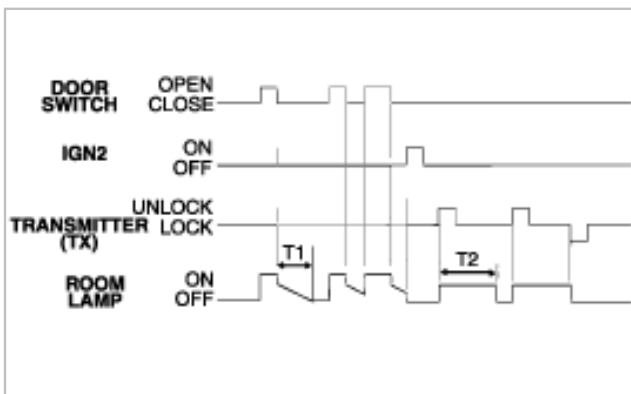 DOOR SWITCH OPEN
CLOSE
IGN2 ON
OFF
TRANSMITTER (TX) UNLOCK
LOCK
T1
T2
ROOM LAMP ON
OFF